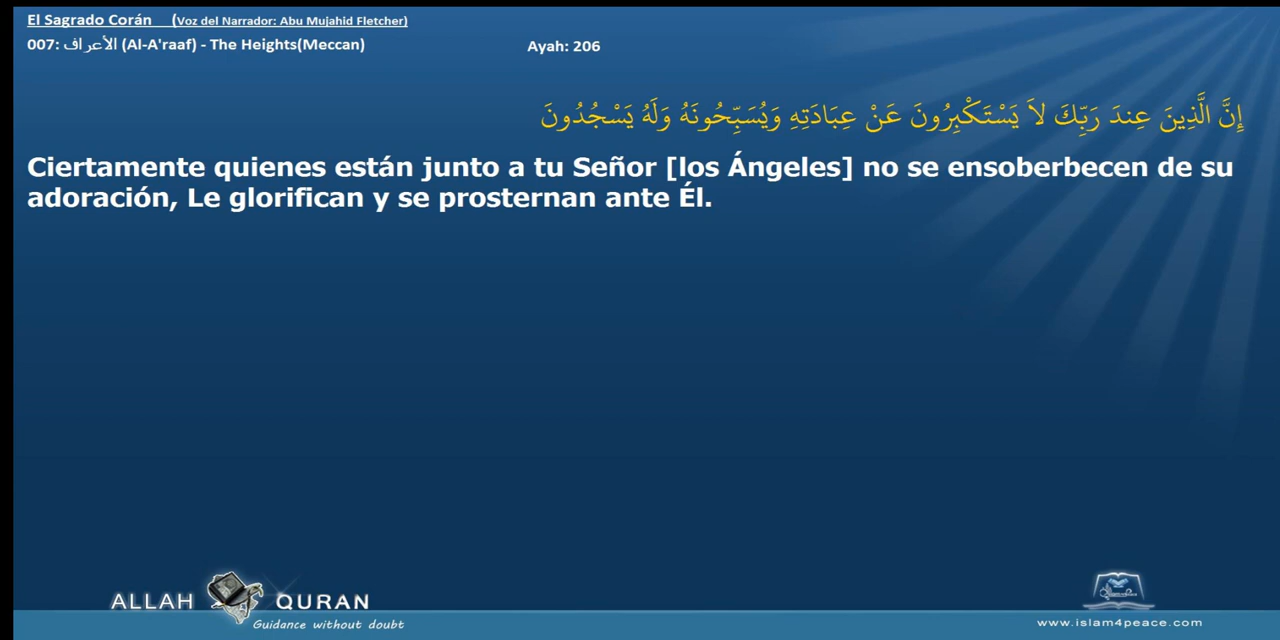 El Sagrado Corán (Voz del Narrador: Abu Mujahid Fletcher)
007: الأعراف (Al-A'raaf) - The Heights(Meccan) Ayah: 206
إِنَّ الَّذِينَ عِندَ رَبِّكَ لاَ يَسْتَكْبِرُونَ عَنْ عِبَادَتِهِ وَيُسَبِّحُونَهُ وَلَهُ يَسْجُدُونَ
Ciertamente quienes están junto a tu Señor [los Ángeles] no se ensoberbecen de su
adoración, Le glorifican y se prosternan ante Él.
ALLAH QURAN
Guidance without doubt
www.islam4peace.com